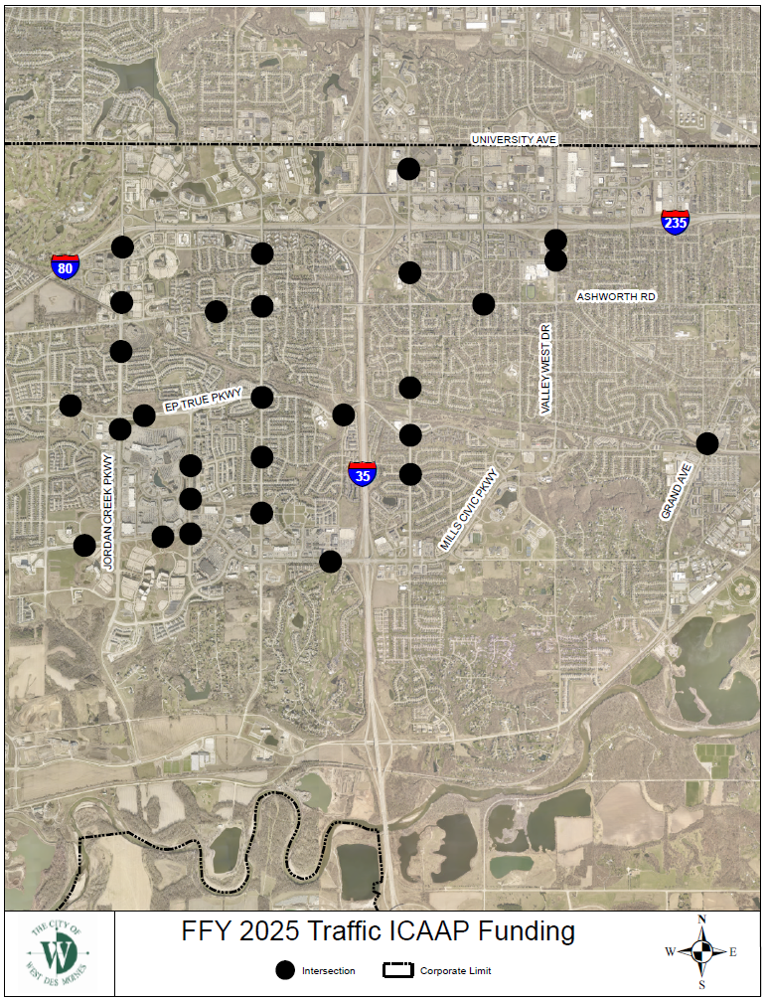 UNIVERSITY AVE
235
80
ASHWORTH RD
VALLEY WEST DR
EP TRUE PKWY
35
JORDAN CREEK PKWY
MILLS CIVIC PKWY
GRAND AVE
THE CITY OF
W D
WEST DES MOINES
FFY 2025 Traffic ICAAP Funding
Intersection
Corporate Limit
N
W
E
S